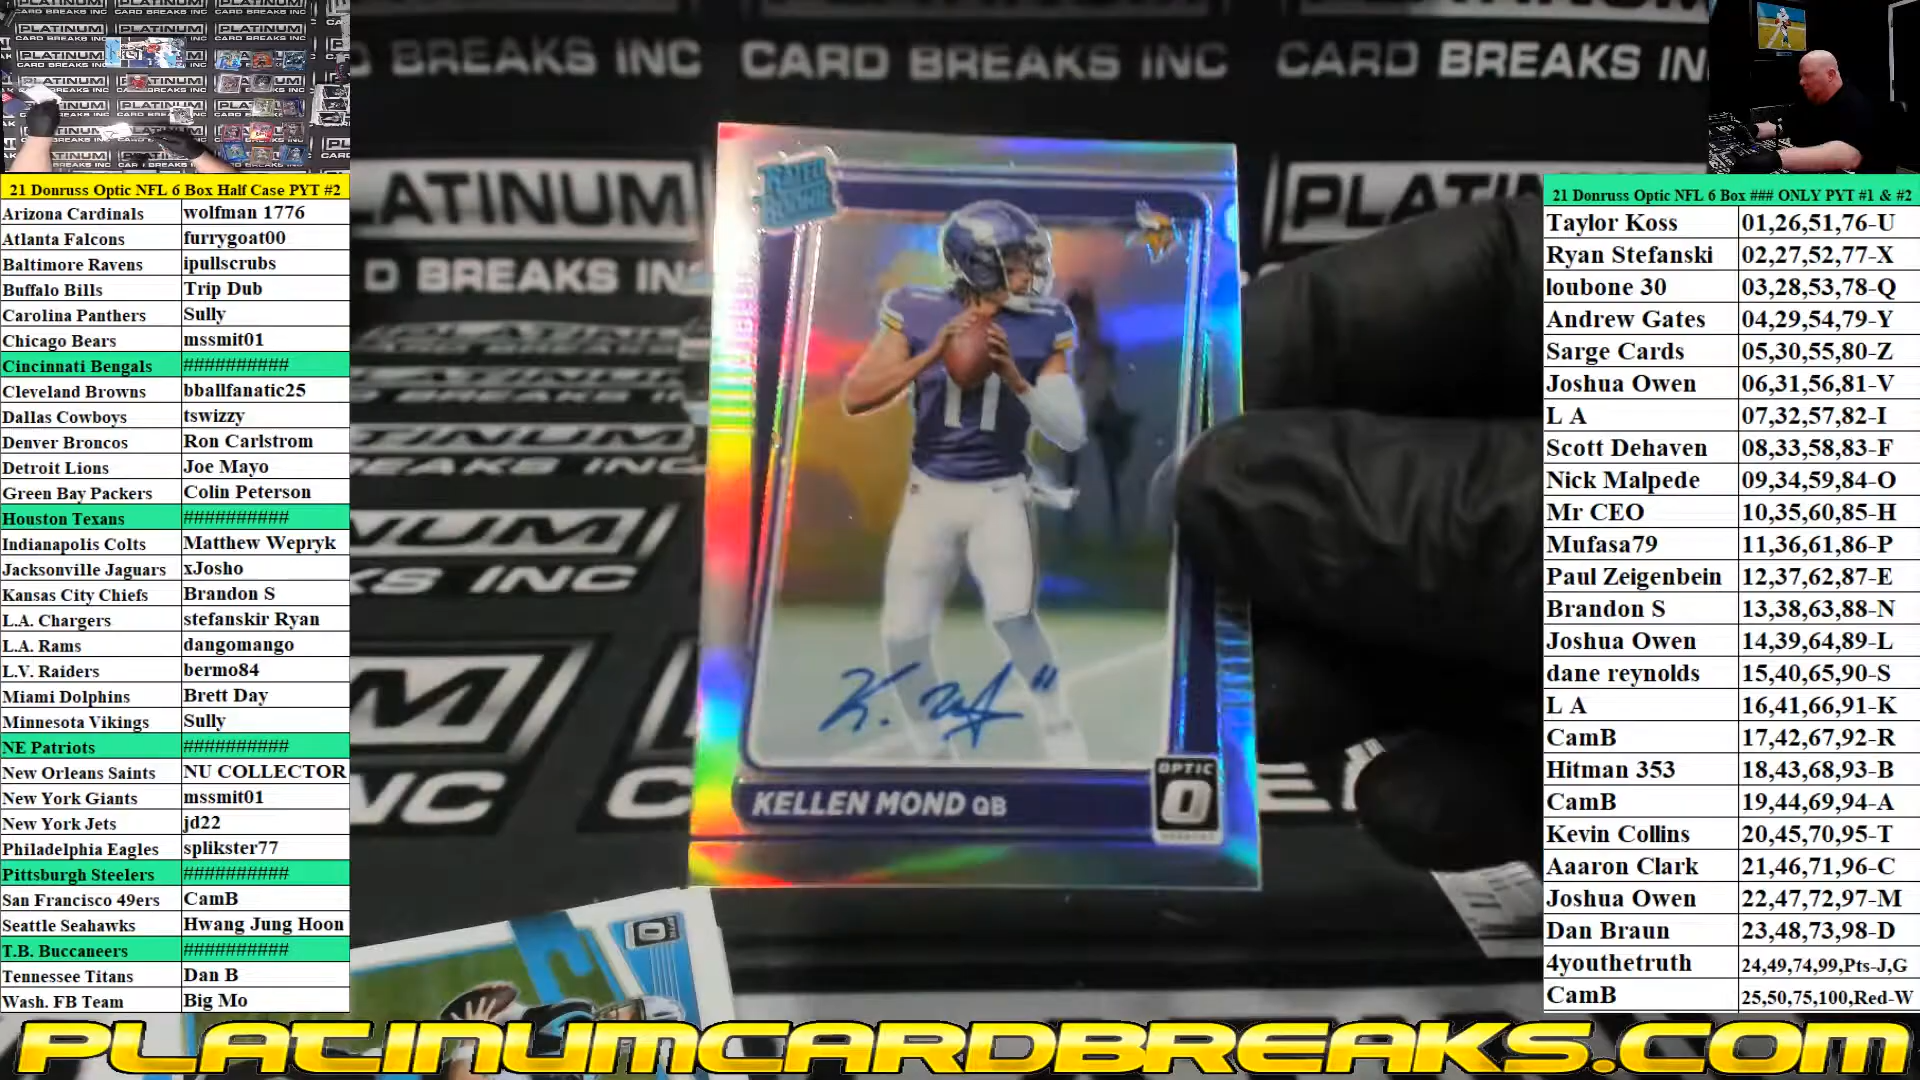 21 Donruss Optic NFL 6 Box Half Case PYT #2
Arizona Cardinals wolfman 1776
Atlanta Falcons furrygoat00
Baltimore Ravens ipullscrubs
Buffalo Bills Trip Dub
Carolina Panthers Sully
Chicago Bears mssmit01
Cincinnati Bengals ##########
Cleveland Browns bballfanatic25
Dallas Cowboys tswizzy
Denver Broncos Ron Carlstrom
Detroit Lions Joe Mayo
Green Bay Packers Colin Peterson
Houston Texans ##########
Indianapolis Colts Matthew Wepryk
Jacksonville Jaguars xJosho
Kansas City Chiefs Brandon S
L.A. Chargers stefanskir Ryan
L.A. Rams dangomango
L.V. Raiders bermo84
Miami Dolphins Brett Day
Minnesota Vikings Sully
NE Patriots ##########
New Orleans Saints NU COLLECTOR
New York Giants mssmit01
New York Jets jd22
Philadelphia Eagles splikster77
Pittsburgh Steelers ##########
San Francisco 49ers CamB
Seattle Seahawks Hwang Jung Hoon
T.B. Buccaneers ##########
Tennessee Titans Dan B
Wash. FB Team Big Mo
CARD BREAKS INC
PLATINUM
RATED
ROOKIE
11
K. M "11
KELLEN MOND QB
OPTIC
21 Donruss Optic NFL 6 Box ### ONLY PYT #1 & #2
Taylor Koss 01,26,51,76-U
Ryan Stefanski 02,27,52,77-X
loubone 30 03,28,53,78-Q
Andrew Gates 04,29,54,79-Y
Sarge Cards 05,30,55,80-Z
Joshua Owen 06,31,56,81-V
L A 07,32,57,82-I
Scott Dehaven 08,33,58,83-F
Nick Malpede 09,34,59,84-O
Mr CEO 10,35,60,85-H
Mufasa79 11,36,61,86-P
Paul Zeigenbein 12,37,62,87-E
Brandon S 13,38,63,88-N
Joshua Owen 14,39,64,89-L
dane reynolds 15,40,65,90-S
L A 16,41,66,91-K
CamB 17,42,67,92-R
Hitman 353 18,43,68,93-B
CamB 19,44,69,94-A
Kevin Collins 20,45,70,95-T
Aaaron Clark 21,46,71,96-C
Joshua Owen 22,47,72,97-M
Dan Braun 23,48,73,98-D
4youthetruth 24,49,74,99,Pts-J,G
CamB 25,50,75,100,Red-W
PLATINUMCARDBREAKS.COM